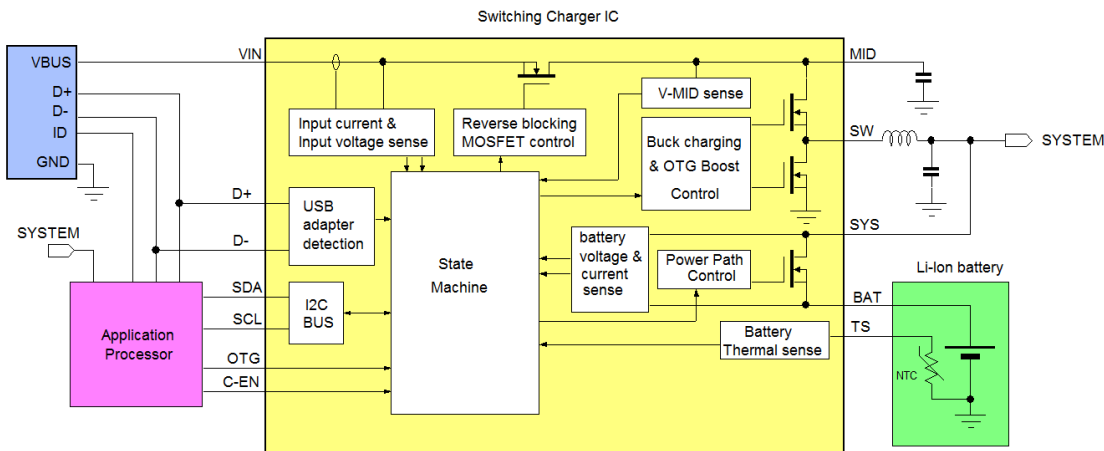 Switching Charger IC
VBUS
D+
D-
ID
GND
VIN
MID
V-MID sense
Input current &
Input voltage sense
Reverse blocking
MOSFET control
Buck charging
& OTG Boost
Control
SW
SYSTEM
D+
D-
USB
adapter
detection
SYSTEM
State
Machine
battery
voltage &
current
sense
Power Path
Control
SYS
Li-Ion battery
BAT
TS
Battery
Thermal sense
NTC
Application
Processor
SDA
SCL
OTG
C-EN
I2C
BUS